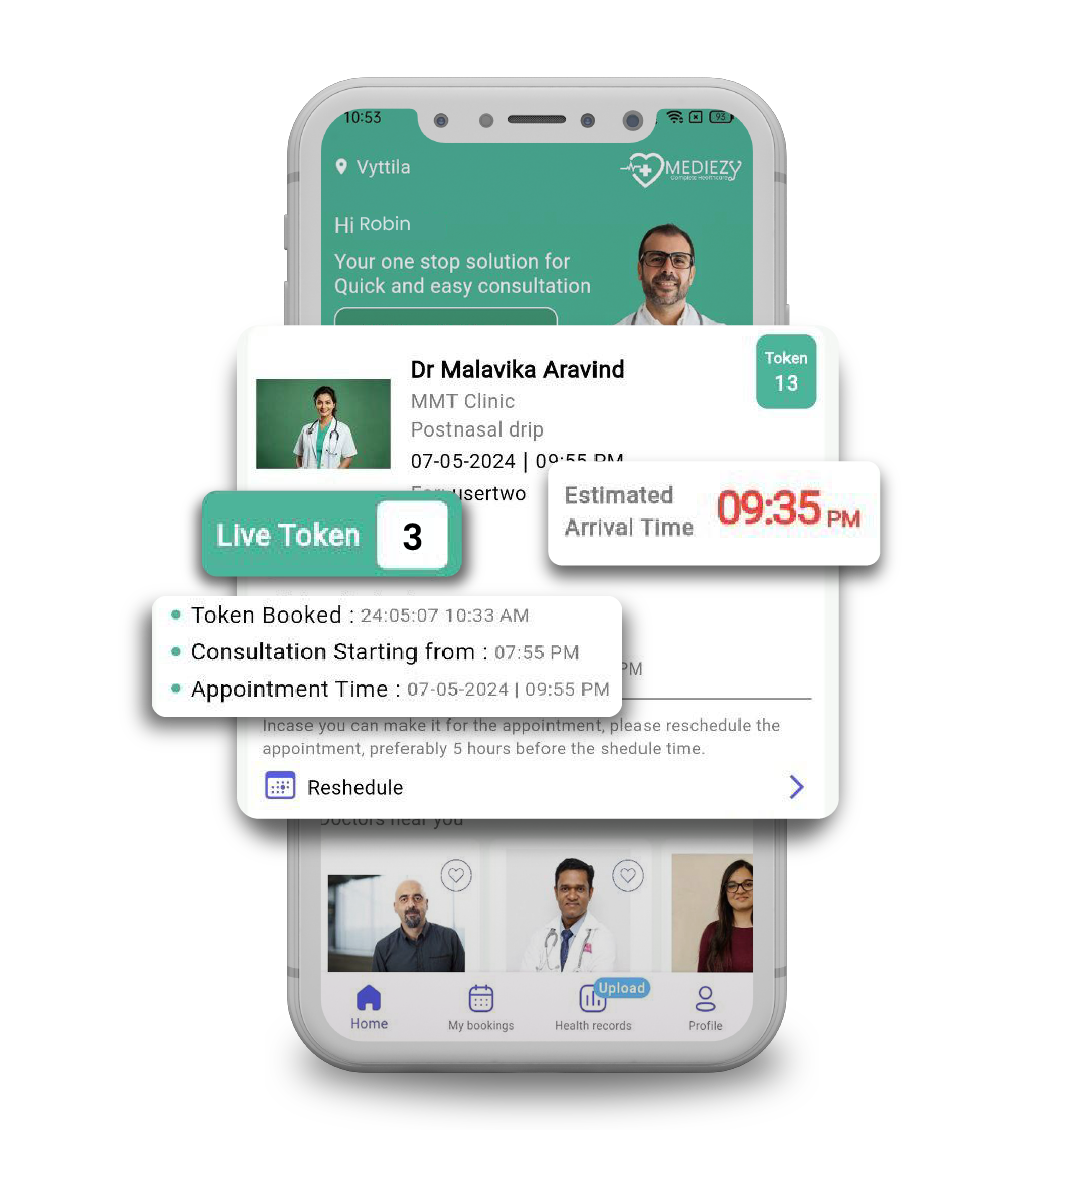 10:53
93
Vyttila
MEDIEZY
Complete Healthcare
Hi Robin
Your one stop solution for
Quick and easy consultation
Dr Malavika Aravind
Token
13
MMT Clinic
Postnasal drip
07-05-2024 | 09:55 PM
For: usertwo
Estimated
Arrival Time
09:35 PM
Live Token 3
Token Booked : 24:05:07 10:33 AM
Consultation Starting from : 07:55 PM
Appointment Time : 07-05-2024 | 09:55 PM
PM
Incase you can make it for the appointment, please reschedule the
appointment, preferably 5 hours before the shedule time.
Reshedule
Doctors near you
Upload
Home
My bookings
Health records
Profile